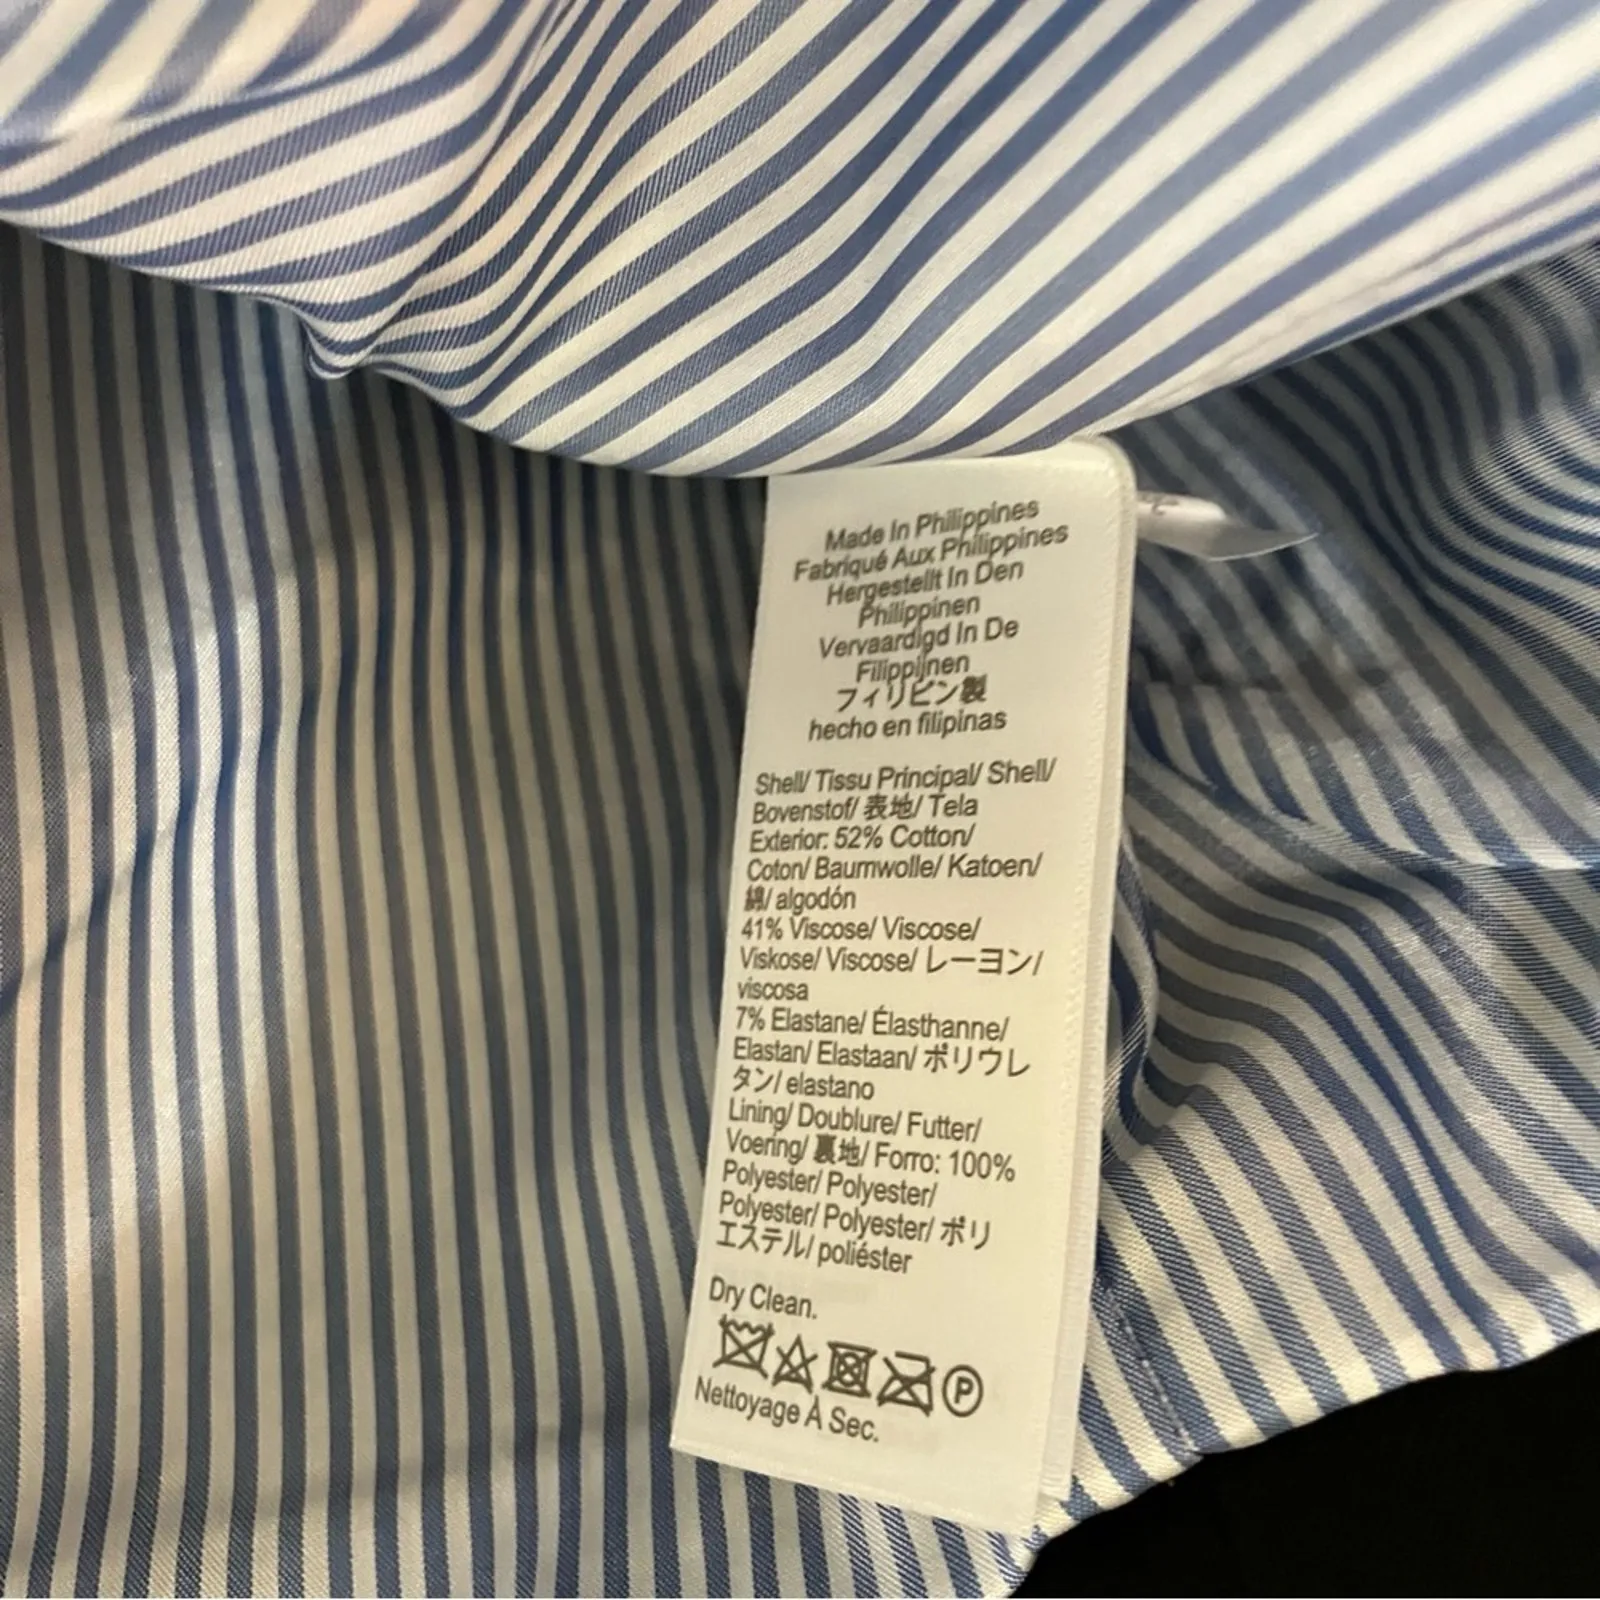 Made In Philippines
Fabriqué Aux Philippines
Hergestellt In Den
Philippinen
Vervaardigd In De
Filippijnen
フィリピン製
hecho en filipinas
Shell/ Tissu Principal/ Shell/
Bovenstof/ 表地/ Tela
Exterior: 52% Cotton/
Coton/ Baumwolle/ Katoen/
綿/ algodón
41% Viscose/ Viscose/
Viskose/ Viscose/ レーヨン/
viscosa
7% Elastane/ Élasthanne/
Elastan/ Elastaan/ ポリウレ
タン/ elastano
Lining/ Doublure/ Futter/
Voering/ 裏地/ Forro: 100%
Polyester/ Polyester/
Polyester/ Polyester/ ポリ
エステル/ poliéster
Dry Clean.
P
Nettoyage À Sec.